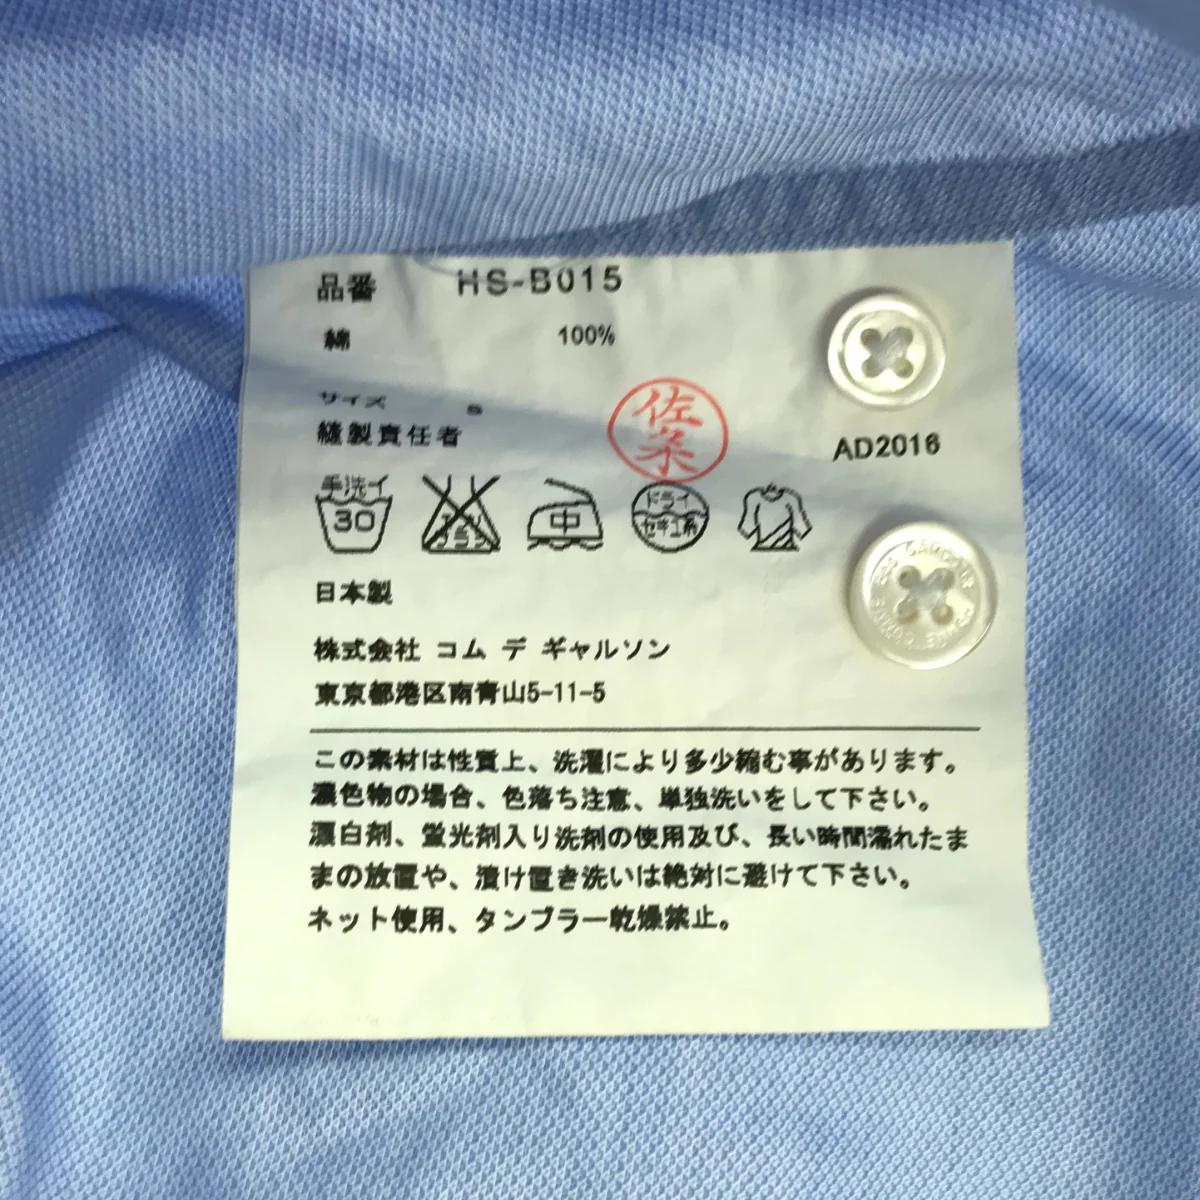 品番 HS-B015
綿 100%
サイズ S
縫製責任者
佐条
AD2016
手洗イ
30
中
ドライ
セキユ系
日本製
株式会社 コム デ ギャルソン
東京都港区南青山5-11-5
この素材は性質上、洗濯により多少縮む事があります。
濃色物の場合、色落ち注意、単独洗いをして下さい。
漂白剤、蛍光剤入り洗剤の使用及び、長い時間濡れたま
まの放置や、漬け置き洗いは絶対に避けて下さい。
ネット使用、タンブラー乾燥禁止。